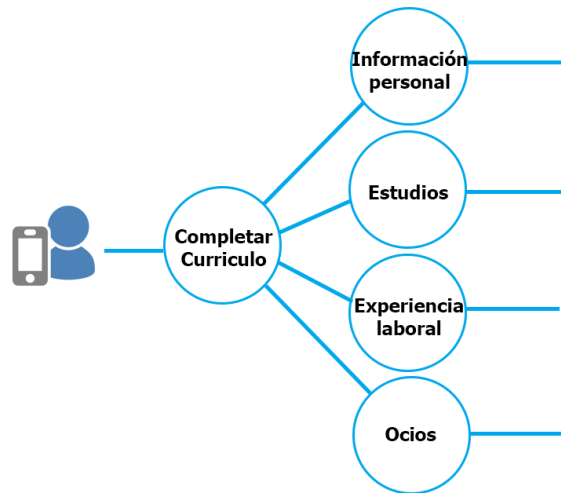 Información
personal
Estudios
Completar
Curriculo
Experiencia
laboral
Ocios